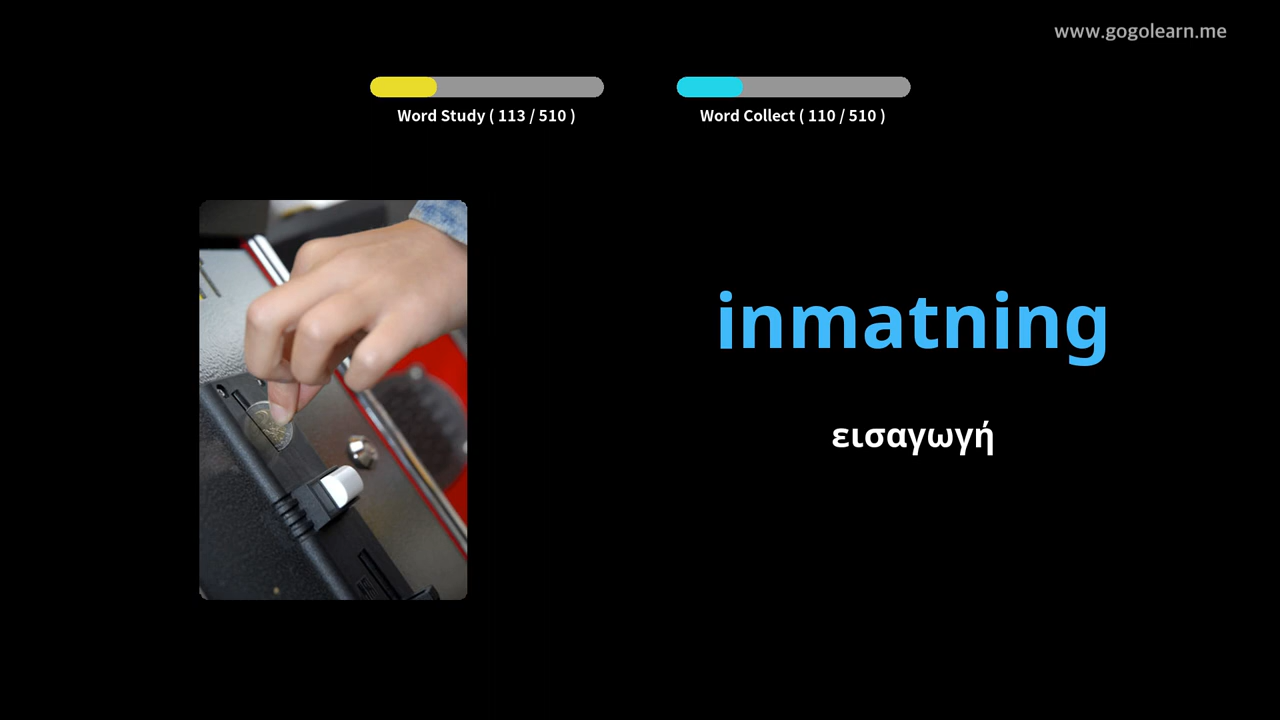 www.gogolearn.me
Word Study ( 113 / 510 )
Word Collect ( 110 / 510 )
inmatning
εισαγωγή